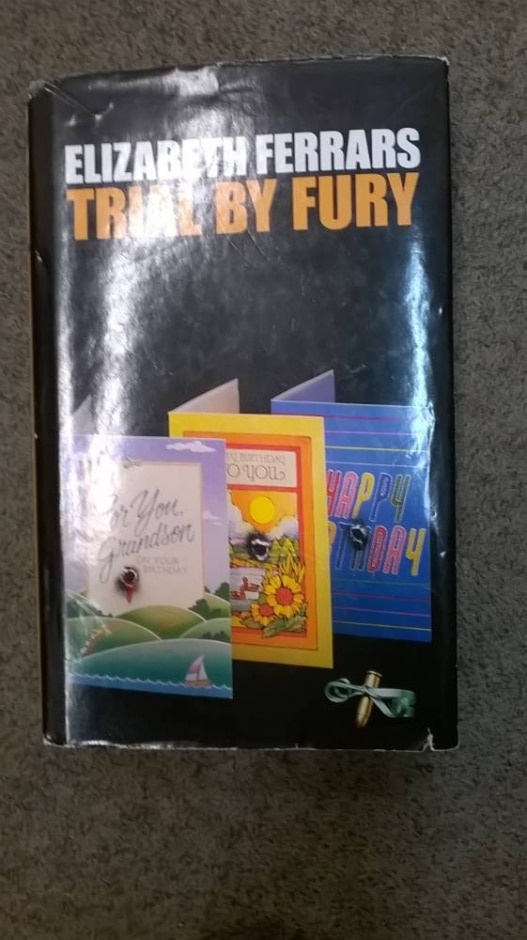 ELIZABETH FERRARS
TRIAL BY FURY
For You,
Grandson
ON YOUR
BIRTHDAY
BIRTHDAY
TO YOU
HAPPY
BIRTHDAY